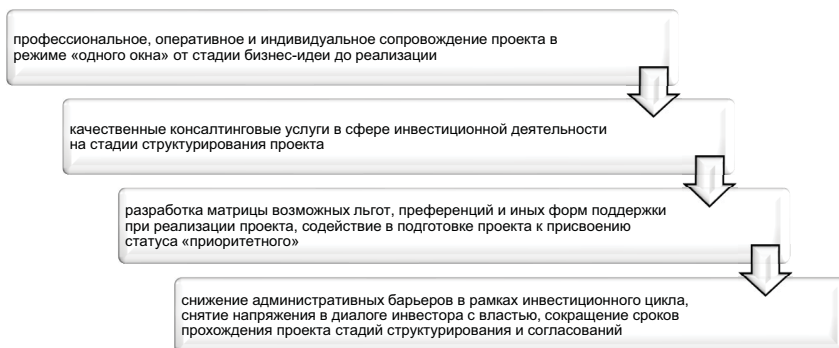 профессиональное, оперативное и индивидуальное сопровождение проекта в
режиме «одного окна» от стадии бизнес-идеи до реализации
качественные консалтинговые услуги в сфере инвестиционной деятельности
на стадии структурирования проекта
разработка матрицы возможных льгот, преференций и иных форм поддержки
при реализации проекта, содействие в подготовке проекта к присвоению
статуса «приоритетного»
снижение административных барьеров в рамках инвестиционного цикла,
снятие напряжения в диалоге инвестора с властью, сокращение сроков
прохождения проекта стадий структурирования и согласований